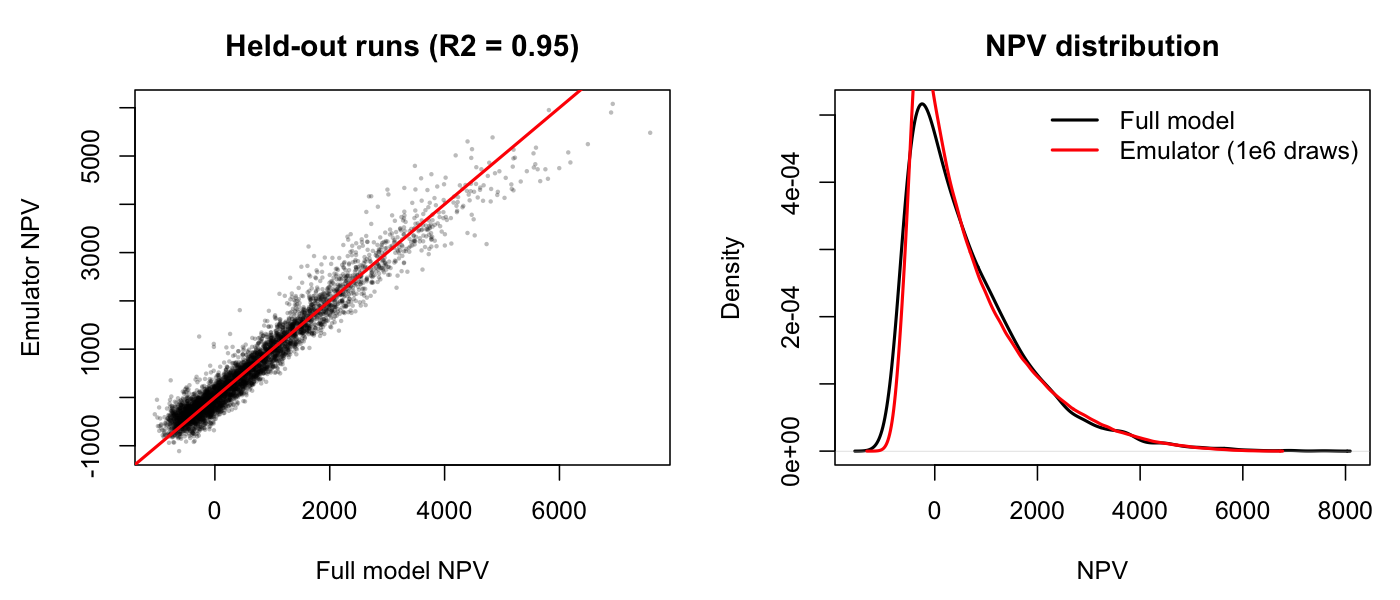 Held-out runs (R2 = 0.95)
Emulator NPV
-1000 1000 3000 5000
0 2000 4000 6000
Full model NPV
NPV distribution
Full model
Emulator (1e6 draws)
Density
0e+00 2e-04 4e-04
0 2000 4000 6000 8000
NPV